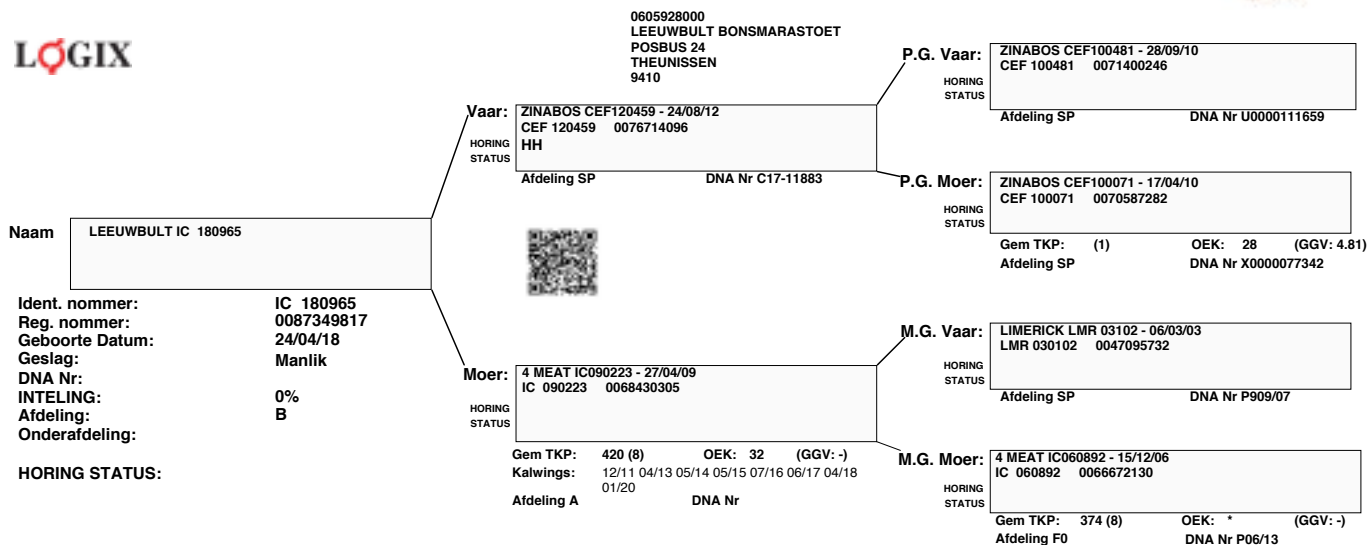 LOGIX
0605928000
LEEUWBULT BONSMARASTOET
POSBUS 24
THEUNISSEN
9410
Naam
LEEUWBULT IC 180965
Ident. nommer: IC 180965
Reg. nommer: 0087349817
Geboorte Datum: 24/04/18
Geslag: Manlik
DNA Nr:
INTELING: 0%
Afdeling: B
Onderafdeling:
HORING STATUS:
Vaar: ZINABOS CEF120459 - 24/08/12
CEF 120459 0076714096
HORING STATUS HH
Afdeling SP DNA Nr C17-11883
Moer: 4 MEAT IC090223 - 27/04/09
IC 090223 0068430305
HORING
STATUS
Gem TKP: 420 (8) OEK: 32 (GGV: -)
Kalwings: 12/11 04/13 05/14 05/15 07/16 06/17 04/18
01/20
Afdeling A DNA Nr
P.G. Vaar: ZINABOS CEF100481 - 28/09/10
CEF 100481 0071400246
HORING
STATUS
Afdeling SP DNA Nr U0000111659
P.G. Moer: ZINABOS CEF100071 - 17/04/10
CEF 100071 0070587282
HORING
STATUS
Gem TKP: (1) OEK: 28 (GGV: 4.81)
Afdeling SP DNA Nr X0000077342
M.G. Vaar: LIMERICK LMR 03102 - 06/03/03
LMR 030102 0047095732
HORING
STATUS
Afdeling SP DNA Nr P909/07
M.G. Moer: 4 MEAT IC060892 - 15/12/06
IC 060892 0066672130
HORING
STATUS
Gem TKP: 374 (8) OEK: * (GGV: -)
Afdeling F0 DNA Nr P06/13